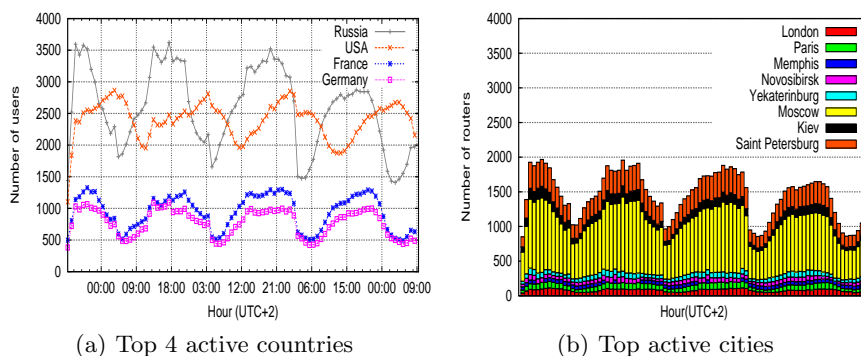 4000
3500
3000
2500
2000
1500
1000
500
0
Number of users
Russia
USA
France
Germany
00:00
09:00
18:00
03:00
12:00
21:00
06:00
15:00
00:00
09:00
Hour (UTC+2)
(a) Top 4 active countries
4000
3500
3000
2500
2000
1500
1000
500
0
Number of routers
London
Paris
Memphis
Novosibirsk
Yekaterinburg
Moscow
Kiev
Saint Petersburg
Hour(UTC+2)
(b) Top active cities